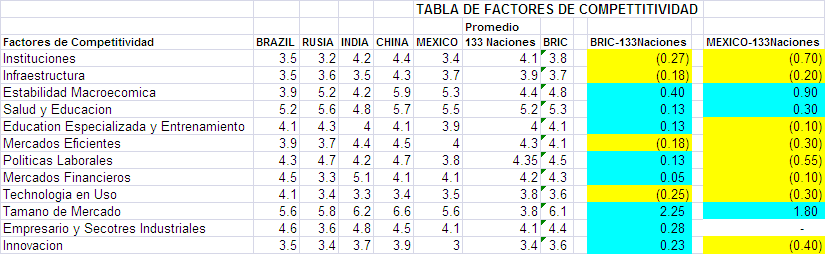 TABLA DE FACTORES DE COMPETTITIVIDAD
Promedio
Factores de Competividad BRAZIL RUSIA INDIA CHINA MEXICO 133 Naciones BRIC BRIC-133Naciones MEXICO-133Naciones
Instituciones 3.5 3.2 4.2 4.4 3.4 4.1 3.8 (0.27) (0.70)
Infraestructura 3.5 3.6 3.5 4.3 3.7 3.9 3.7 (0.18) (0.20)
Estabilidad Macroecomica 3.9 5.2 4.2 5.9 5.3 4.4 4.8 0.40 0.90
Salud y Educacion 5.2 5.6 4.8 5.7 5.5 5.2 5.3 0.13 0.30
Education Especializada y Entrenamiento 4.1 4.3 4 4.1 3.9 4 4.1 0.13 (0.10)
Mercados Eficientes 3.9 3.7 4.4 4.5 4 4.3 4.1 (0.18) (0.30)
Politicas Laborales 4.3 4.7 4.2 4.7 3.8 4.35 4.5 0.13 (0.55)
Mercados Financieros 4.5 3.3 5.1 4.1 4.1 4.2 4.3 0.05 (0.10)
Technologia en Uso 4.1 3.4 3.3 3.4 3.5 3.8 3.6 (0.25) (0.30)
Tamano de Mercado 5.6 5.8 6.2 6.6 5.6 3.8 6.1 2.25 1.80
Empresario y Secotres Industriales 4.6 3.6 4.8 4.5 4.1 4.1 4.4 0.28 -
Innovacion 3.5 3.4 3.7 3.9 3 3.4 3.6 0.23 (0.40)